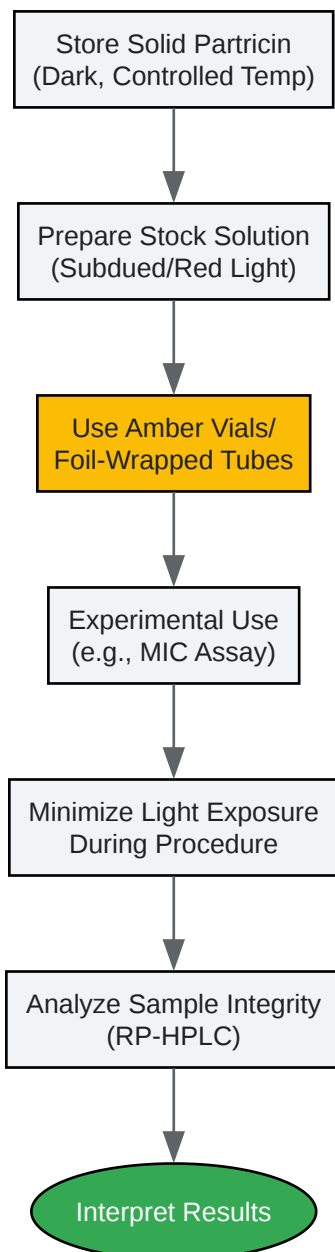 Store Solid Partricin
(Dark, Controlled Temp)
Prepare Stock Solution
(Subdued/Red Light)
Use Amber Vials/
Foil-Wrapped Tubes
Experimental Use
(e.g., MIC Assay)
Minimize Light Exposure
During Procedure
Analyze Sample Integrity
(RP-HPLC)
Interpret Results